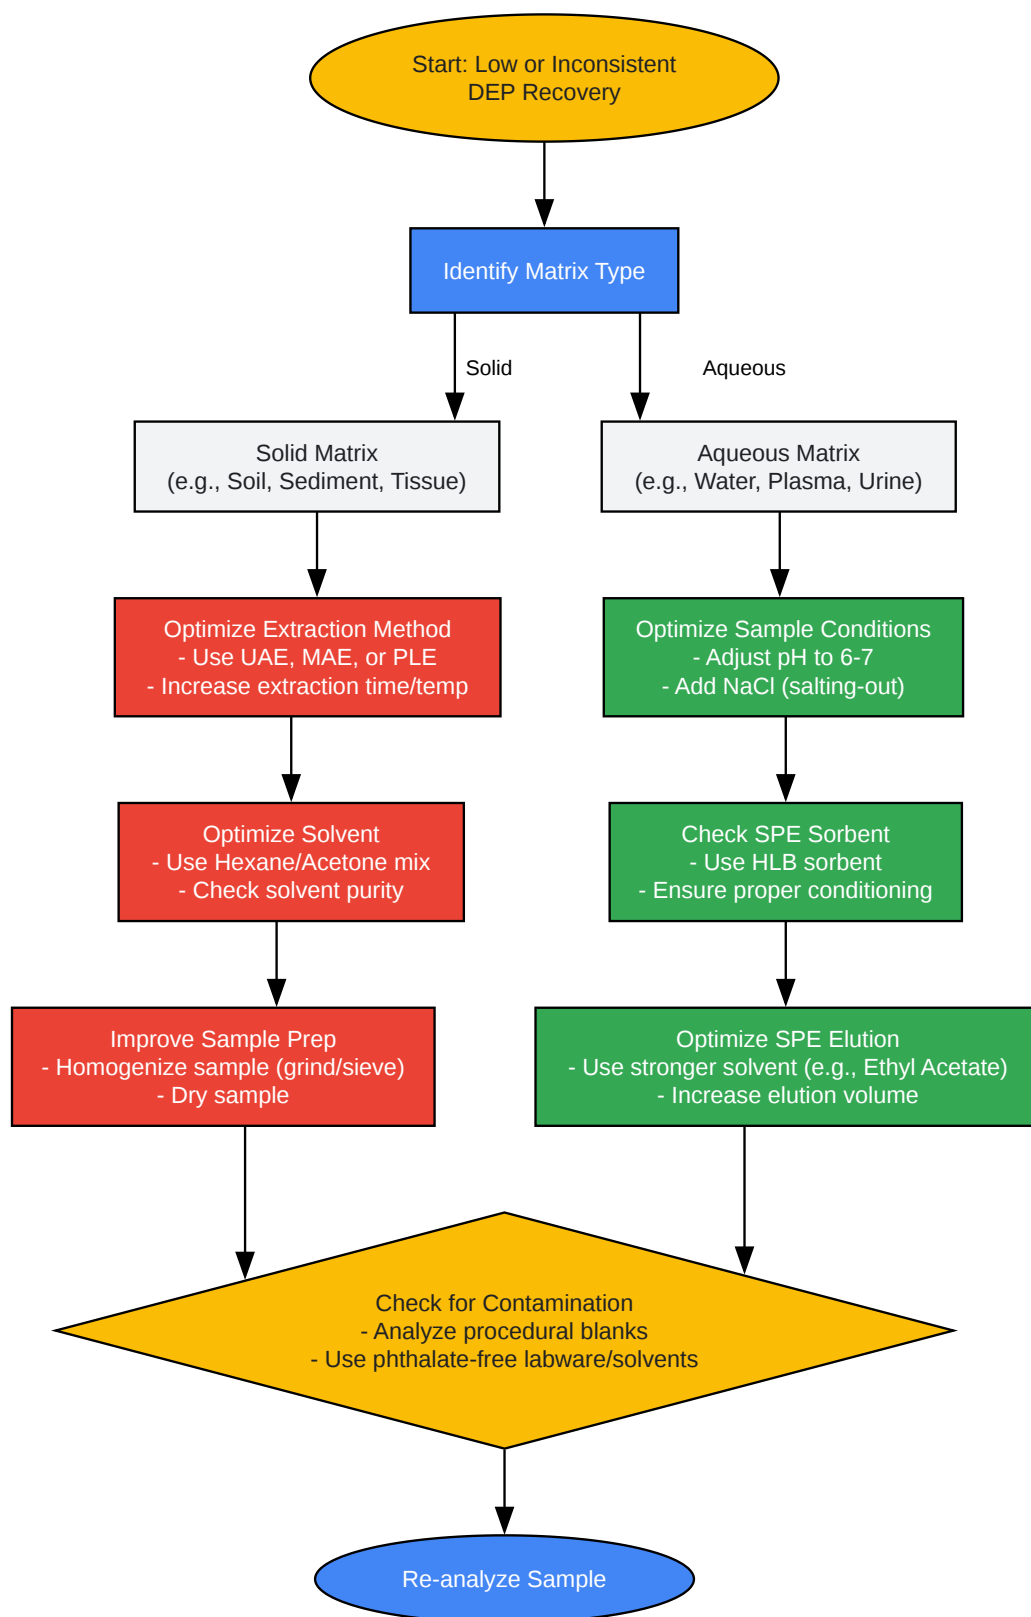 Start: Low or Inconsistent
DEP Recovery
Identify Matrix Type
Solid
Aqueous
Solid Matrix
(e.g., Soil, Sediment, Tissue)
Aqueous Matrix
(e.g., Water, Plasma, Urine)
Optimize Extraction Method
- Use UAE, MAE, or PLE
- Increase extraction time/temp
Optimize Sample Conditions
- Adjust pH to 6-7
- Add NaCl (salting-out)
Optimize Solvent
- Use Hexane/Acetone mix
- Check solvent purity
Check SPE Sorbent
- Use HLB sorbent
- Ensure proper conditioning
Improve Sample Prep
- Homogenize sample (grind/sieve)
- Dry sample
Optimize SPE Elution
- Use stronger solvent (e.g., Ethyl Acetate)
- Increase elution volume
Check for Contamination
- Analyze procedural blanks
- Use phthalate-free labware/solvents
Re-analyze Sample